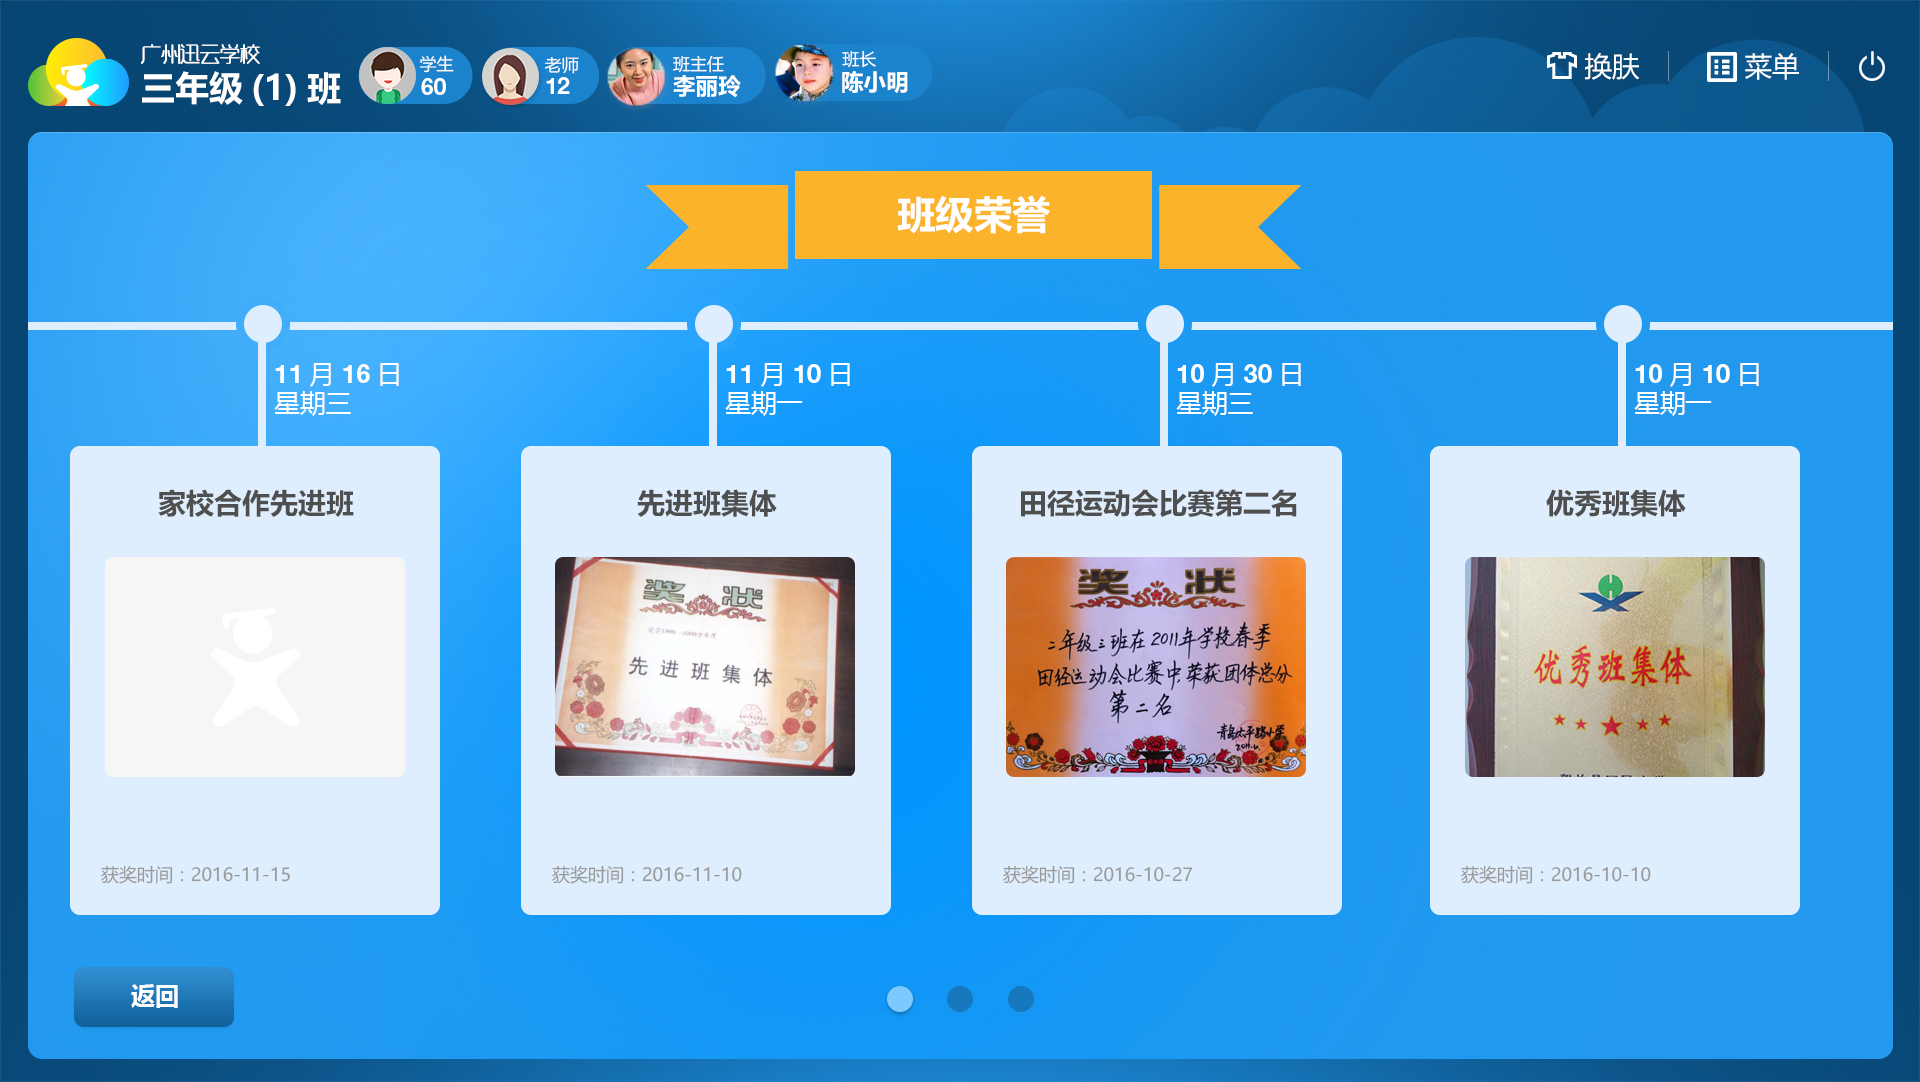 广州迅云学校
三年级 (1) 班
学生
60
老师
12
班主任
李丽玲
班长
陈小明
换肤
菜单
班级荣誉
11 月 16 日
星期三
11 月 10 日
星期一
10 月 30 日
星期三
10 月 10 日
星期一
家校合作先进班
获奖时间：2016-11-15
先进班集体
奖 状
先进班集体
获奖时间：2016-11-10
田径运动会比赛第二名
奖 状
二年级三班在2011年学校春季
田径运动会比赛中,荣获团体总分
第二名
获奖时间：2016-10-27
优秀班集体
优秀班集体
获奖时间：2016-10-10
返回